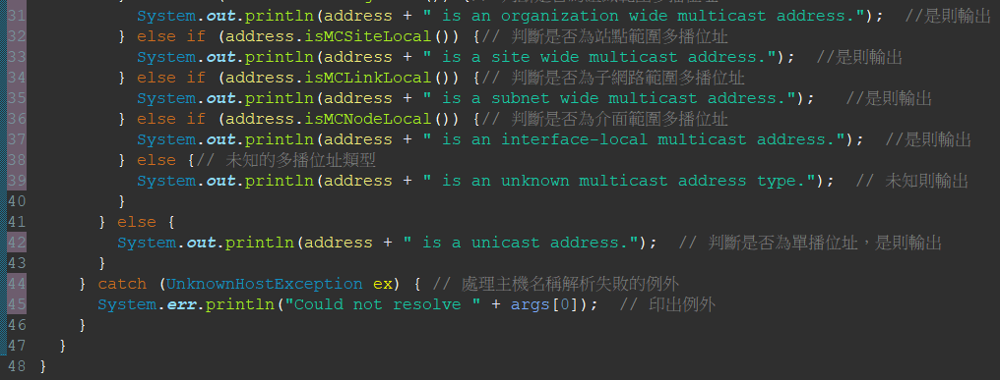 31 System.out.println(address + " is an organization wide multicast address."); //是則輸出
32 } else if (address.isMCSiteLocal()) {// 判斷是否為站點範圍多播位址
33 System.out.println(address + " is a site wide multicast address."); //是則輸出
34 } else if (address.isMCLinkLocal()) {// 判斷是否為子網路範圍多播位址
35 System.out.println(address + " is a subnet wide multicast address."); //是則輸出
36 } else if (address.isMCNodeLocal()) {// 判斷是否為介面範圍多播位址
37 System.out.println(address + " is an interface-local multicast address."); //是則輸出
38 } else {// 未知的多播位址類型
39 System.out.println(address + " is an unknown multicast address type."); // 未知則輸出
40 }
41 } else {
42 System.out.println(address + " is a unicast address."); // 判斷是否為單播位址，是則輸出
43 }
44 } catch (UnknownHostException ex) { // 處理主機名稱解析失敗的例外
45 System.err.println("Could not resolve " + args[0]); // 印出例外
46 }
47 }
48 }